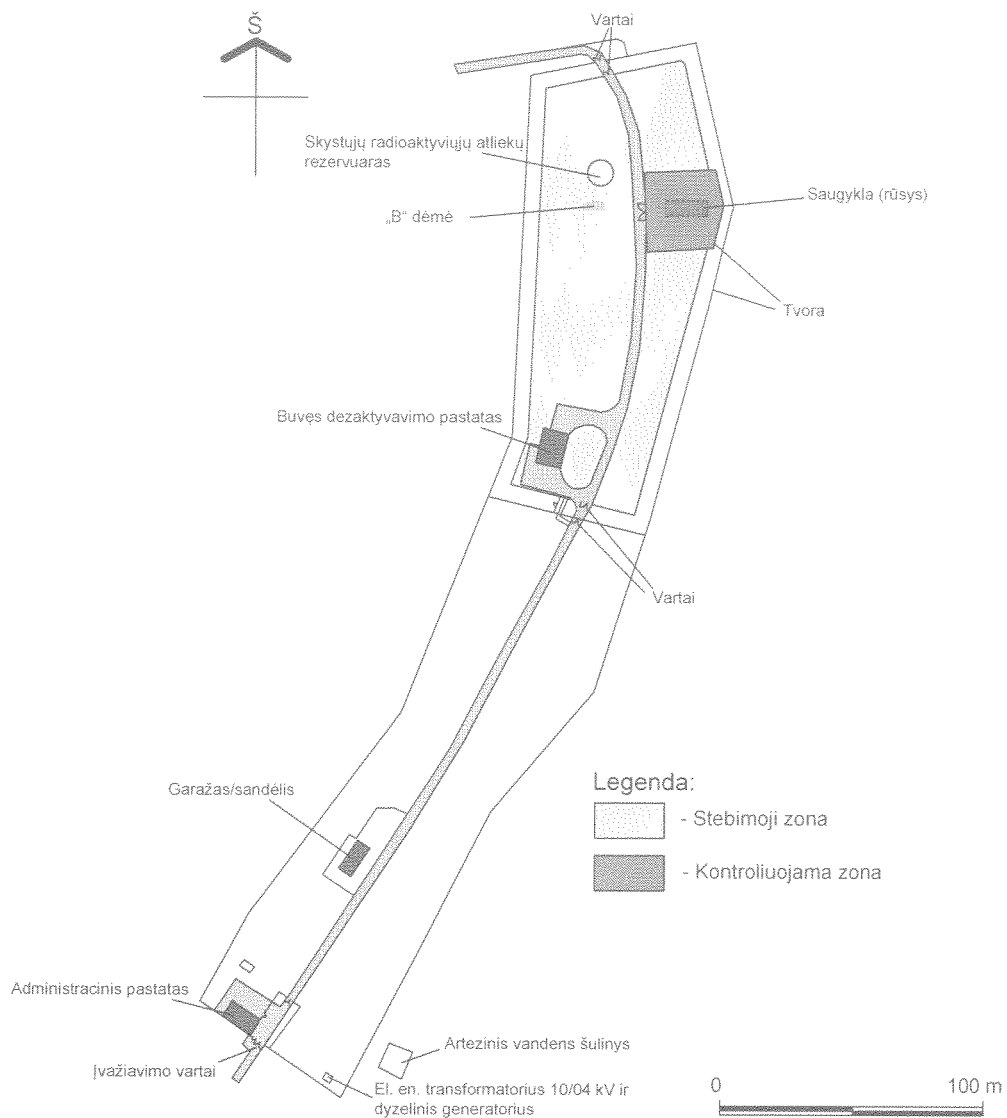 Š
Vartai
Skystųjų radioaktyviųjų atliekų
rezervuaras
Saugykla (rūsys)
„B“ dėmė
Tvora
Buvęs dezaktyvavimo pastatas
Vartai
Garažas/sandėlis
Legenda:
- Stebimoji zona
- Kontroliuojama zona
Administracinis pastatas
Artezinis vandens šulinys
Įvažiavimo vartai
El. en. transformatorius 10/04 kV ir
dyzelinis generatorius
0 100 m